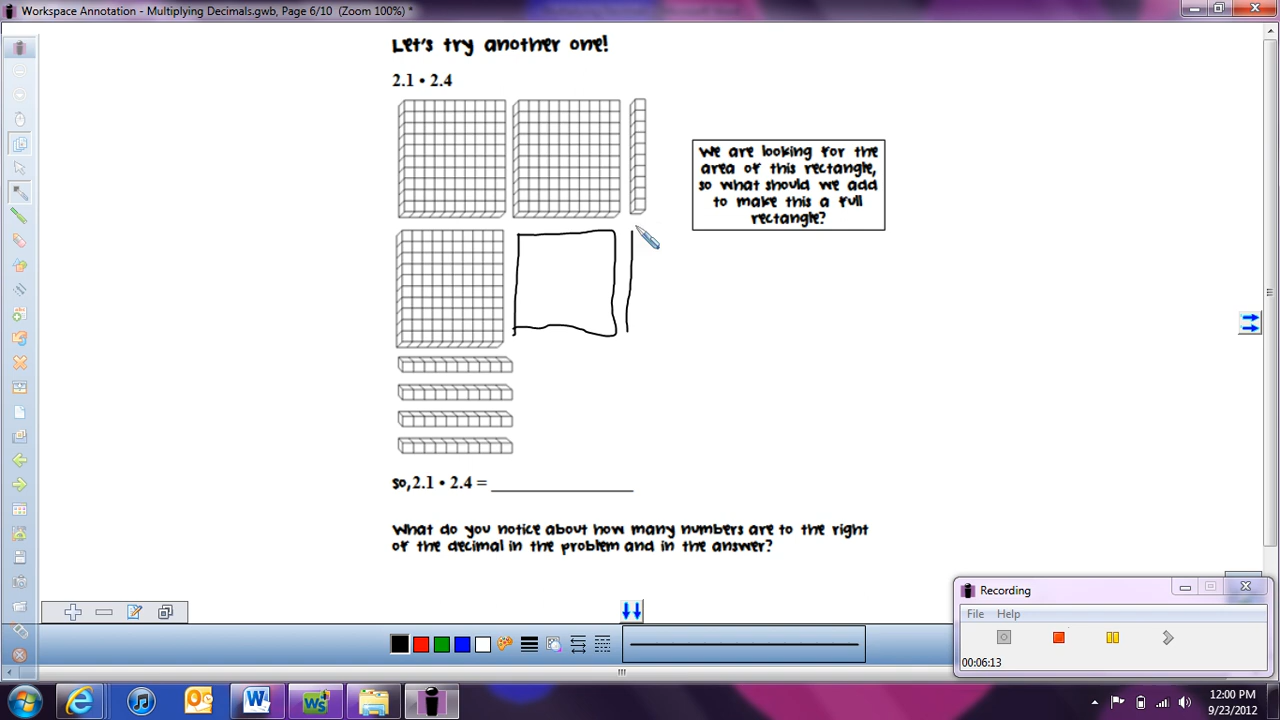 Workspace Annotation - Multiplying Decimals.gwb, Page 6/10 (Zoom 100%) *
Let's try another one!
2.1 • 2.4
We are looking for the
area of this rectangle,
so what should we add
to make this a full
rectangle?
So, 2.1 • 2.4 = ________________
What do you notice about how many numbers are to the right
of the decimal in the problem and in the answer?
Recording
File Help
00:06:13
12:00 PM
9/23/2012